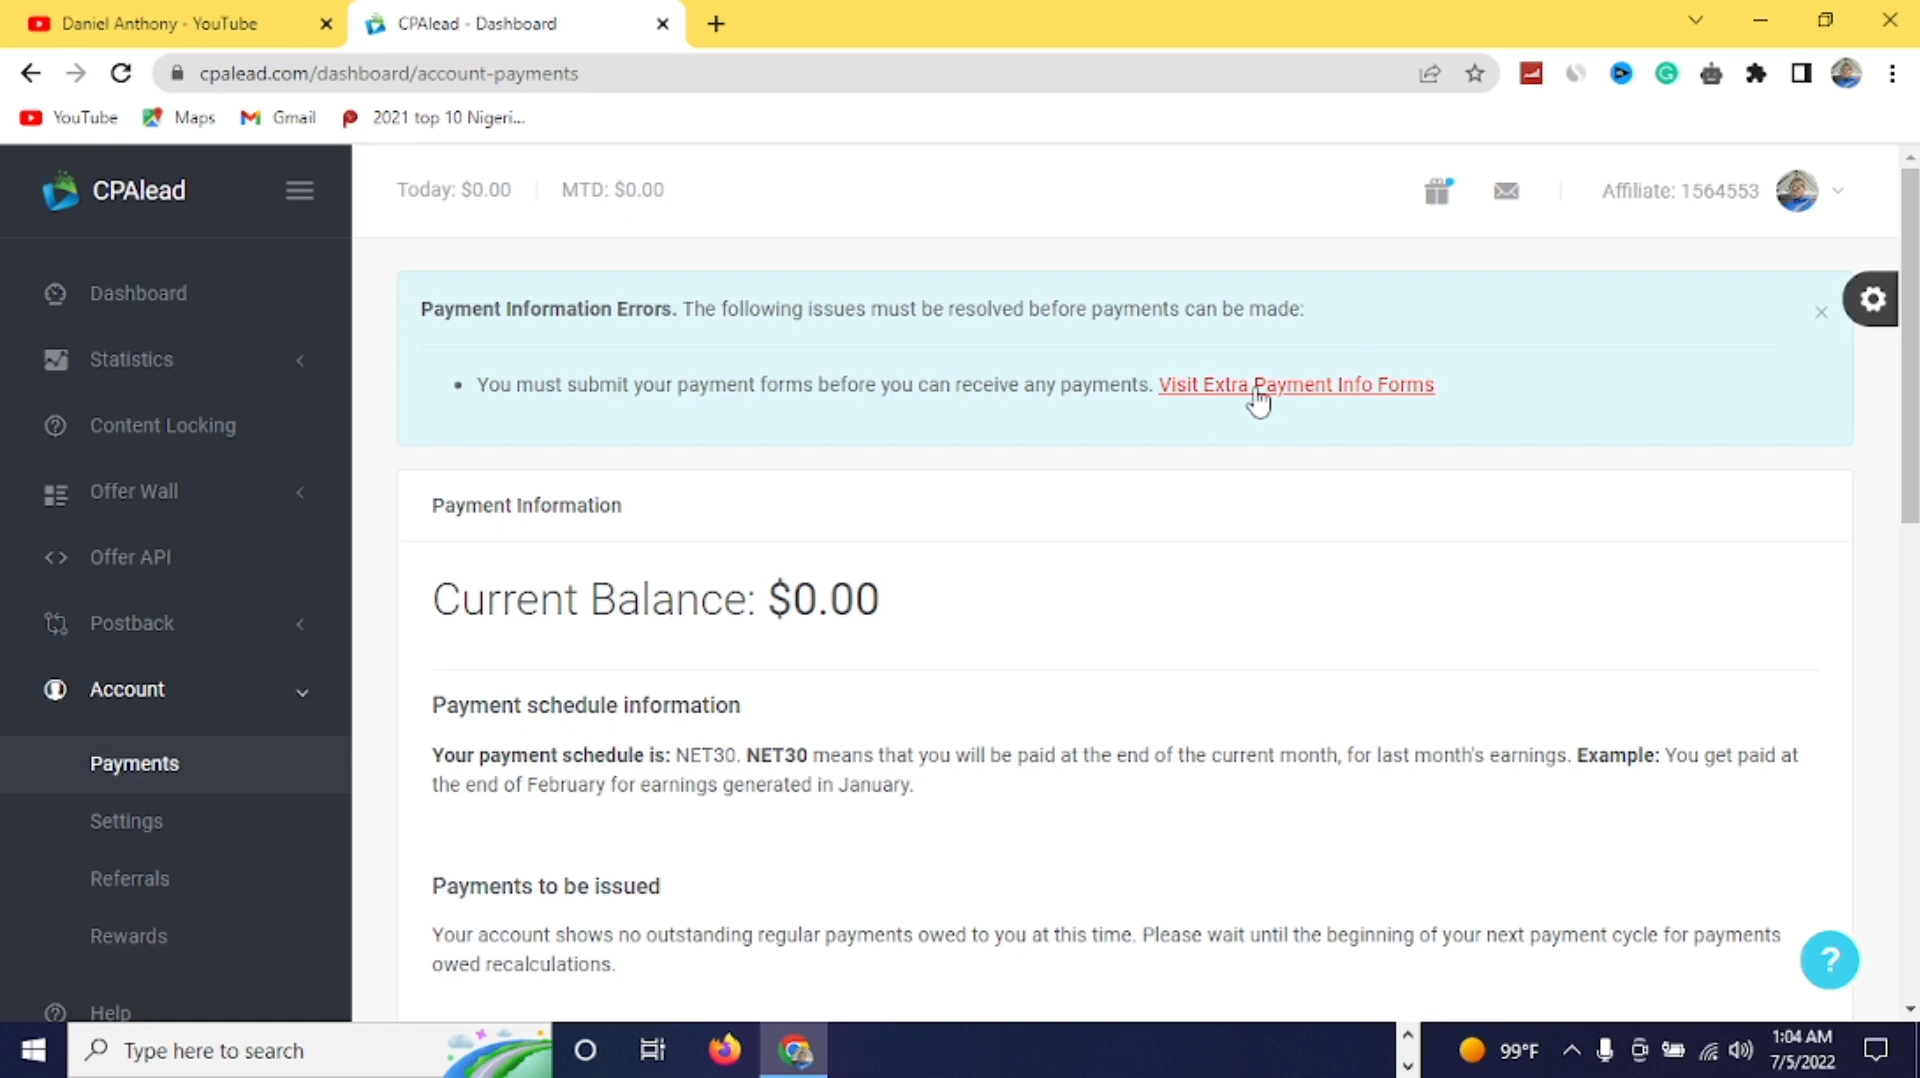 Daniel Anthony - YouTube
CPAlead - Dashboard
cpalead.com/dashboard/account-payments
YouTube
Maps
Gmail
2021 top 10 Nigeri...
CPAlead
Today: $0.00
MTD: $0.00
Affiliate: 1564553
Dashboard
Statistics
Content Locking
Offer Wall
Offer API
Postback
Account
Payments
Settings
Referrals
Rewards
Help
Payment Information Errors. The following issues must be resolved before payments can be made:
You must submit your payment forms before you can receive any payments. Visit Extra Payment Info Forms
Payment Information
Current Balance: $0.00
Payment schedule information
Your payment schedule is: NET30. NET30 means that you will be paid at the end of the current month, for last month's earnings. Example: You get paid at
the end of February for earnings generated in January.
Payments to be issued
Your account shows no outstanding regular payments owed to you at this time. Please wait until the beginning of your next payment cycle for payments
owed recalculations.
?
Type here to search
99°F
1:04 AM
7/5/2022